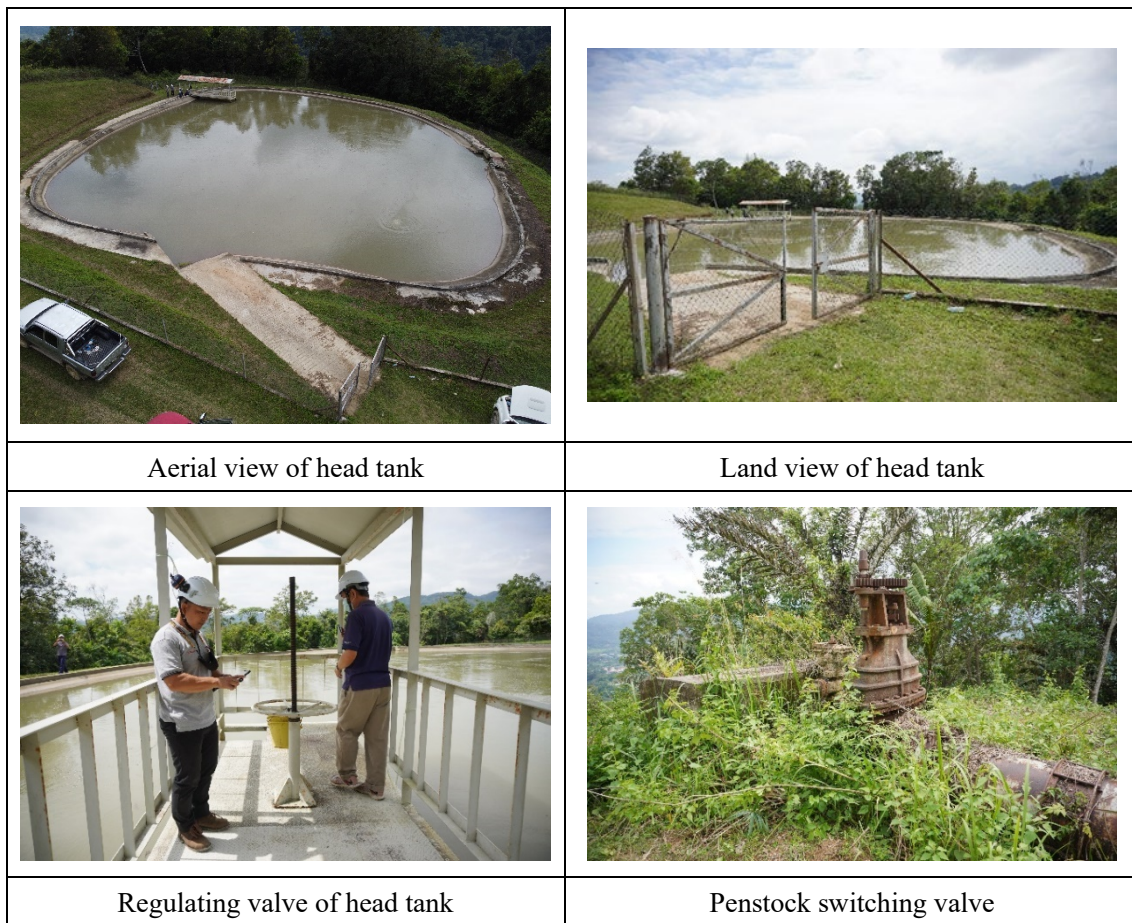 Aerial view of head tank
Land view of head tank
Regulating valve of head tank
Penstock switching valve